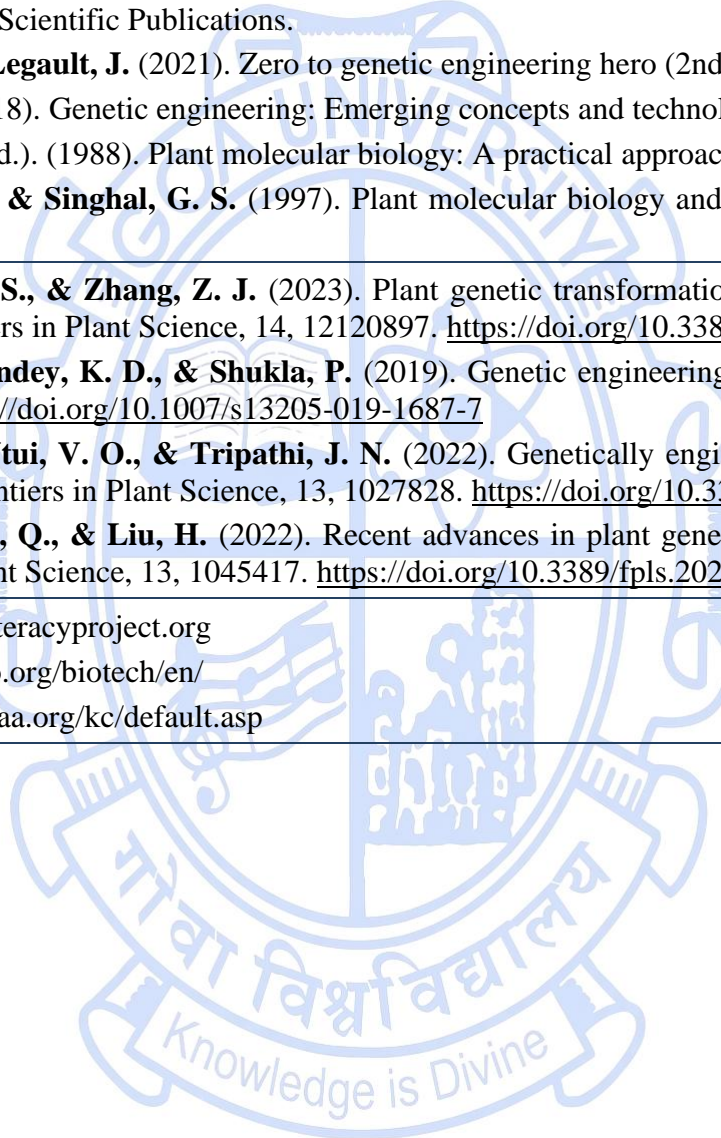 Scientific Publications.
Legault, J. (2021). Zero to genetic engineering hero (2nd
18). Genetic engineering: Emerging concepts and technol
d.). (1988). Plant molecular biology: A practical approac
& Singhal, G. S. (1997). Plant molecular biology and
S., & Zhang, Z. J. (2023). Plant genetic transformatio
rs in Plant Science, 14, 12120897. https://doi.org/10.338
ndey, K. D., & Shukla, P. (2019). Genetic engineering
//doi.org/10.1007/s13205-019-1687-7
tui, V. O., & Tripathi, J. N. (2022). Genetically engi
ntiers in Plant Science, 13, 1027828. https://doi.org/10.33
, Q., & Liu, H. (2022). Recent advances in plant gene
nt Science, 13, 1045417. https://doi.org/10.3389/fpls.202
teracyproject.org
o.org/biotech/en/
aa.org/kc/default.asp
GOA UNIVERSITY
गोंवा विश्वविद्यालय
Knowledge is Divine